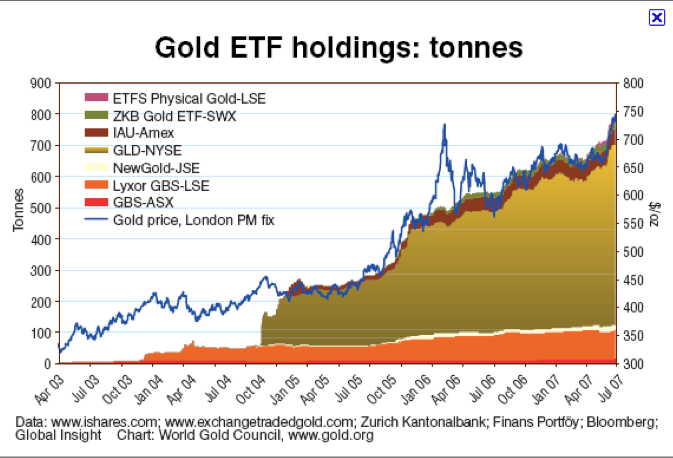 Gold ETF holdings: tonnes
900
800
700
600
500
400
300
200
100
0
Tonnes
ETFS Physical Gold-LSE
ZKB Gold ETF-SWX
IAU-Amex
GLD-NYSE
NewGold-JSE
Lyxor GBS-LSE
GBS-ASX
Gold price, London PM fix
800
750
700
650
600
550
500
450
400
350
300
$/oz
Apr 03
Jul 03
Oct 03
Jan 04
Apr 04
Jul 04
Oct 04
Jan 05
Apr 05
Jul 05
Oct 05
Jan 06
Apr 06
Jul 06
Oct 06
Jan 07
Apr 07
Jul 07
Data: www.ishares.com; www.exchangetradedgold.com; Zurich Kantonalbank; Finans Portföy; Bloomberg;
Global Insight Chart: World Gold Council, www.gold.org